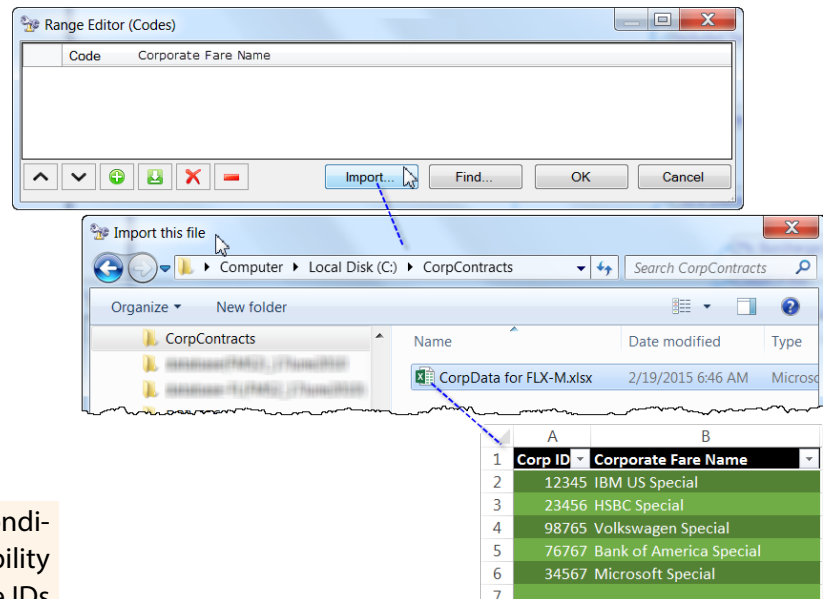 Range Editor (Codes)
Code Corporate Fare Name
Import... Find... OK Cancel
Import this file
Computer Local Disk (C:) CorpContracts Search CorpContracts
Organize New folder
CorpContracts
Name Date modified Type
CorpData for FLX-M.xlsx 2/19/2015 6:46 AM Microso
A B
1 Corp ID Corporate Fare Name
2 12345 IBM US Special
3 23456 HSBC Special
4 98765 Volkswagen Special
5 76767 Bank of America Special
6 34567 Microsoft Special
7
ondi-
bility
e IDs